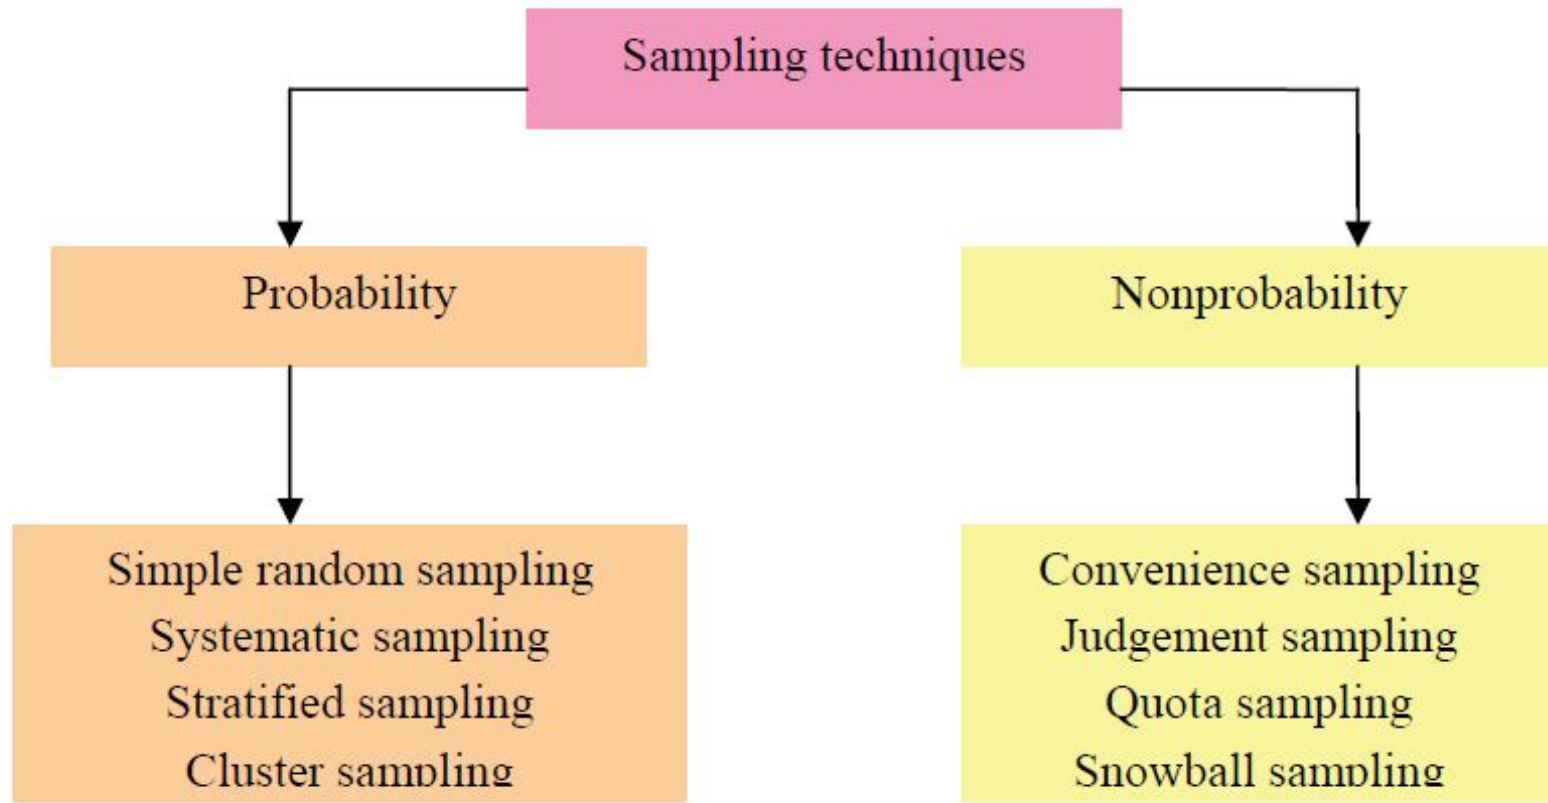 Sampling techniques
Probability
Nonprobability
Simple random sampling
Systematic sampling
Stratified sampling
Cluster sampling
Convenience sampling
Judgement sampling
Quota sampling
Snowball sampling